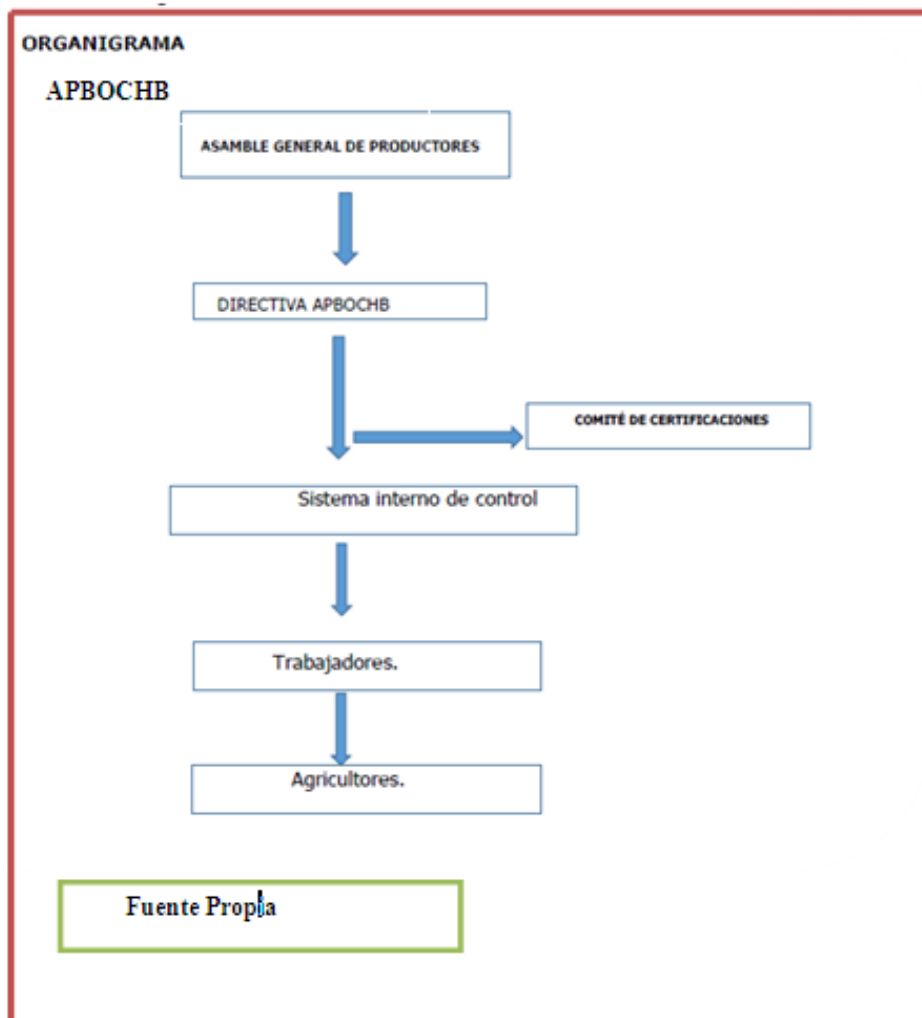 ORGANIGRAMA
APBOCHB
ASAMBLE GENERAL DE PRODUCTORES
DIRECTIVA APBOCHB
COMITÉ DE CERTIFICACIONES
Sistema interno de control
Trabajadores.
Agricultores.
Fuente Propia